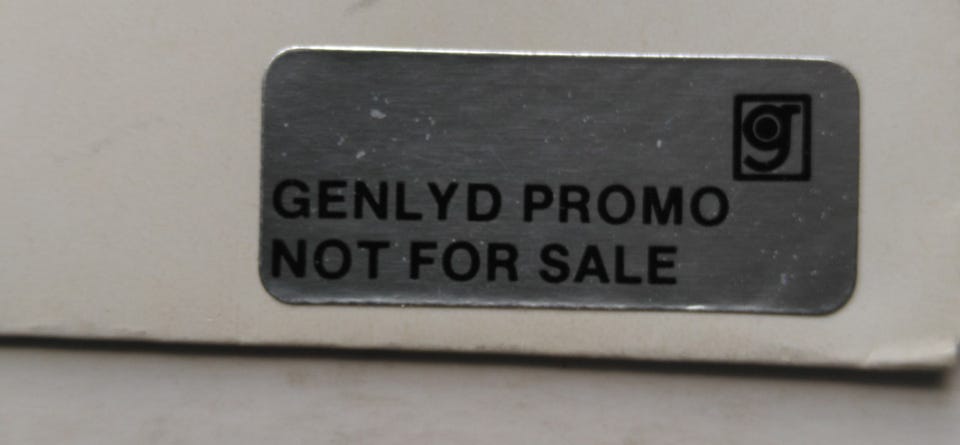 g
GENLYD PROMO
NOT FOR SALE